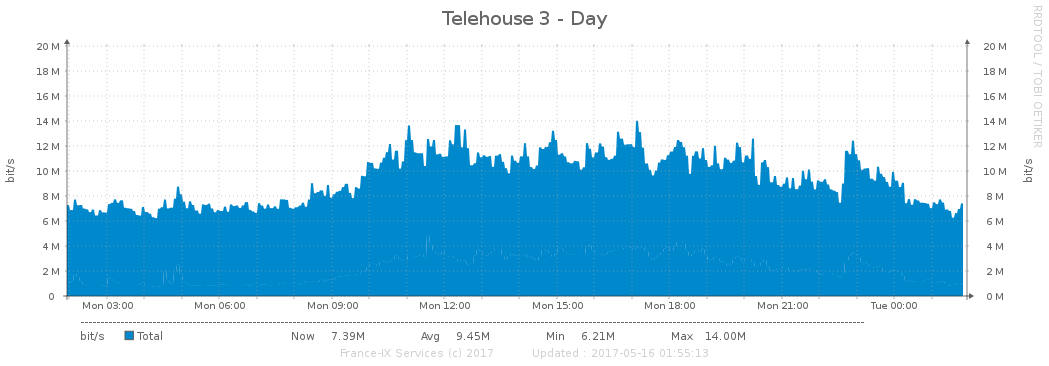 Telehouse 3 - Day
RRDTOOL / TOBI OETIKER
bit/s
bit/s
20 M 20 M
18 M 18 M
16 M 16 M
14 M 14 M
12 M 12 M
10 M 10 M
8 M 8 M
6 M 6 M
4 M 4 M
2 M 2 M
0 0 M
Mon 03:00 Mon 06:00 Mon 09:00 Mon 12:00 Mon 15:00 Mon 18:00 Mon 21:00 Tue 00:00
bit/s Total Now 7.39M Avg 9.45M Min 6.21M Max 14.00M
France-IX Services (c) 2017 Updated : 2017-05-16 01:55:13